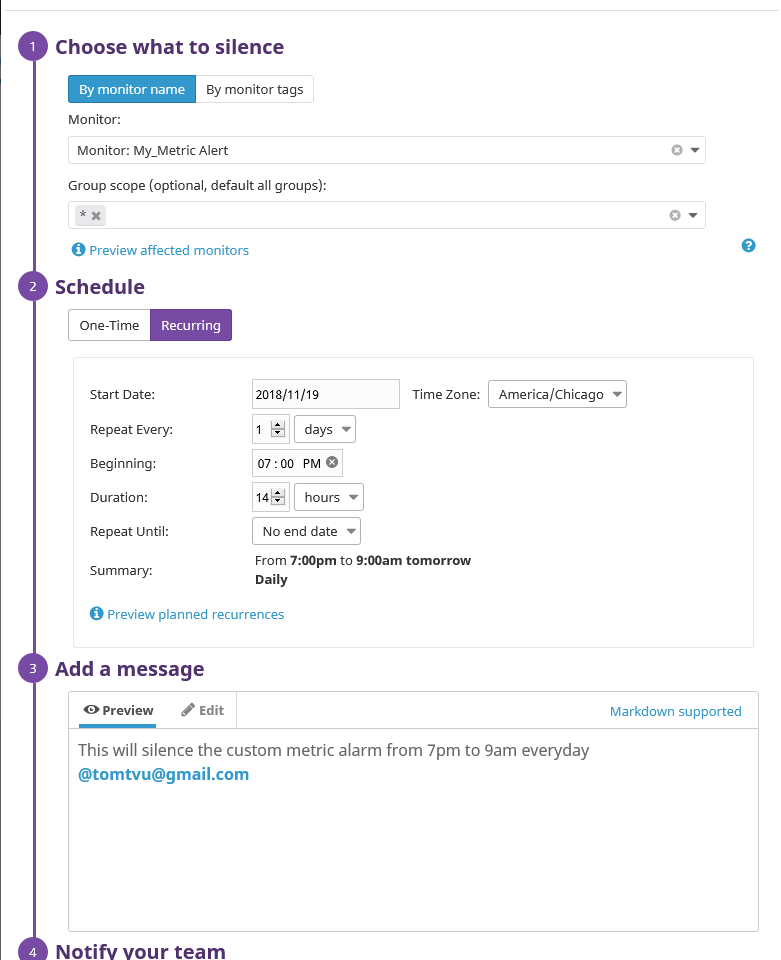 1 Choose what to silence
By monitor name By monitor tags
Monitor:
Monitor: My_Metric Alert
Group scope (optional, default all groups):
*
Preview affected monitors
2 Schedule
One-Time Recurring
Start Date: 2018/11/19 Time Zone: America/Chicago
Repeat Every: 1 days
Beginning: 07 : 00 PM
Duration: 14 hours
Repeat Until: No end date
Summary: From 7:00pm to 9:00am tomorrow
Daily
Preview planned recurrences
3 Add a message
Preview Edit Markdown supported
This will silence the custom metric alarm from 7pm to 9am everyday
@tomtvu@gmail.com
4 Notify your team